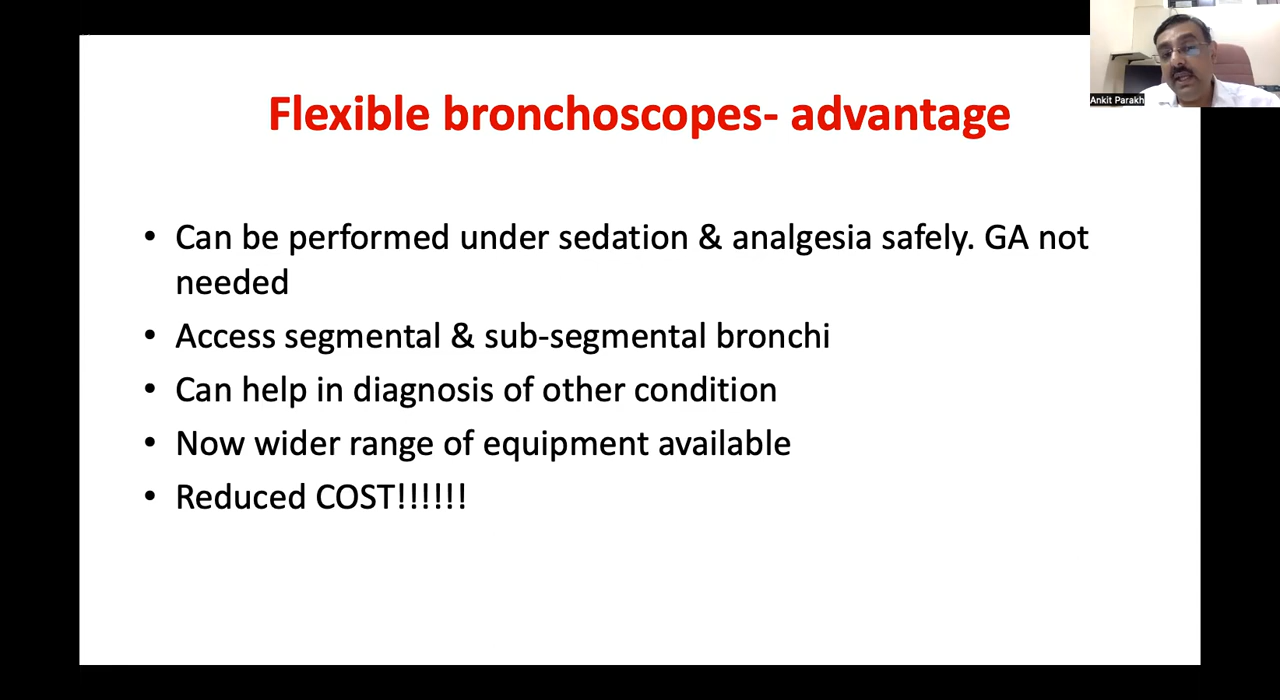 Ankit Parakh
Flexible bronchoscopes- advantage
• Can be performed under sedation & analgesia safely. GA not
needed
• Access segmental & sub-segmental bronchi
• Can help in diagnosis of other condition
• Now wider range of equipment available
• Reduced COST!!!!!!